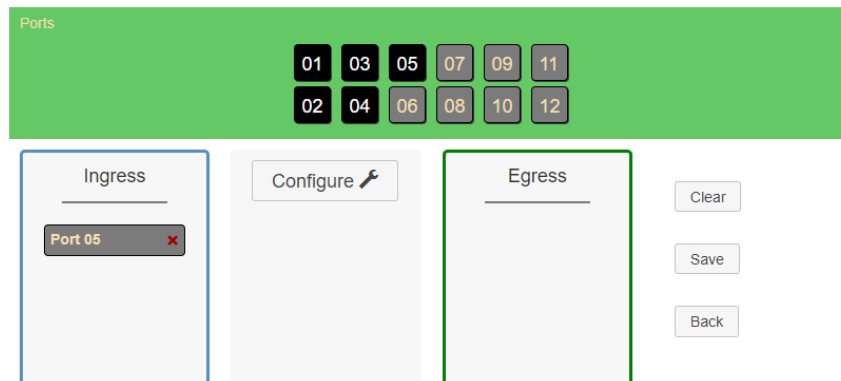 Ports
01 03 05 07 09 11
02 04 06 08 10 12
Ingress
Configure
Egress
Port 05
Clear
Save
Back